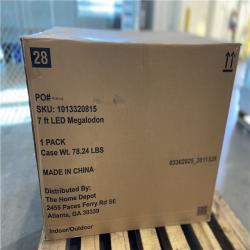 28
PO#
SKU: 1013320815
7 ft LED Megalodon
1 PACK
Case Wt. 78.24 LBS
MADE IN CHINA
Distributed By:
The Home Depot
2455 Paces Ferry Rd SE
Atlanta, GA 30339
Indoor/Outdoor